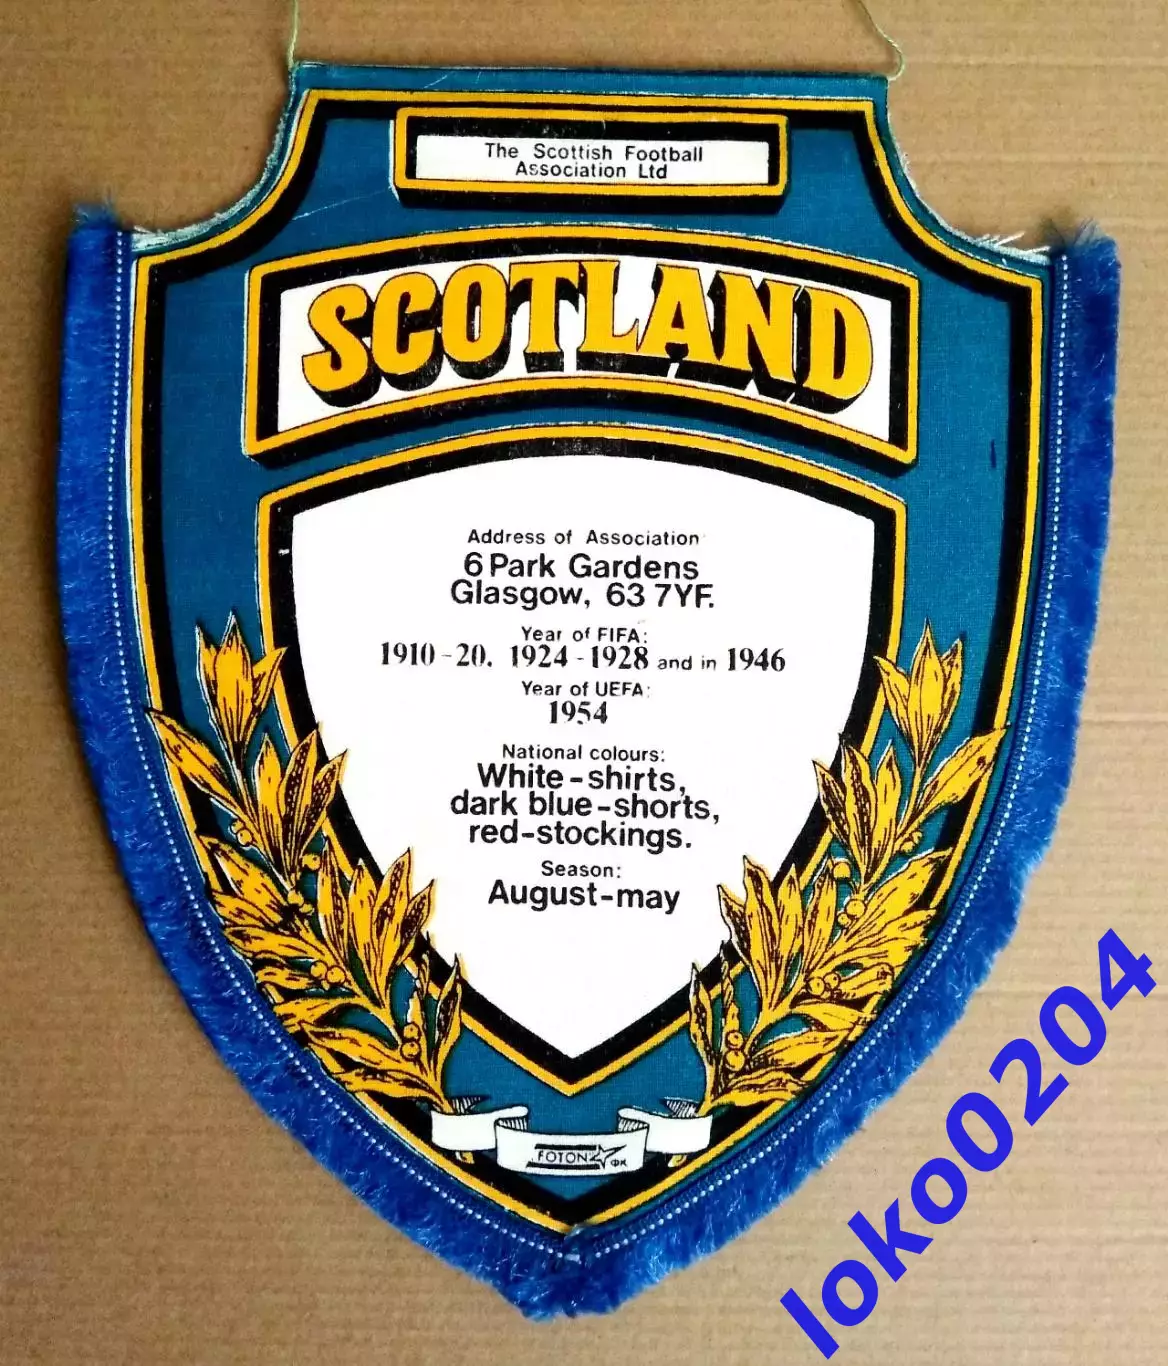 The Scottish Football
Association Ltd
SCOTLAND
Address of Association
6 Park Gardens
Glasgow, 63 7YF.
Year of FIFA:
1910-20. 1924-1928 and in 1946
Year of UEFA:
1954
National colours:
White-shirts,
dark blue-shorts,
red-stockings.
Season:
August-may
FOTON ФК
loko0204